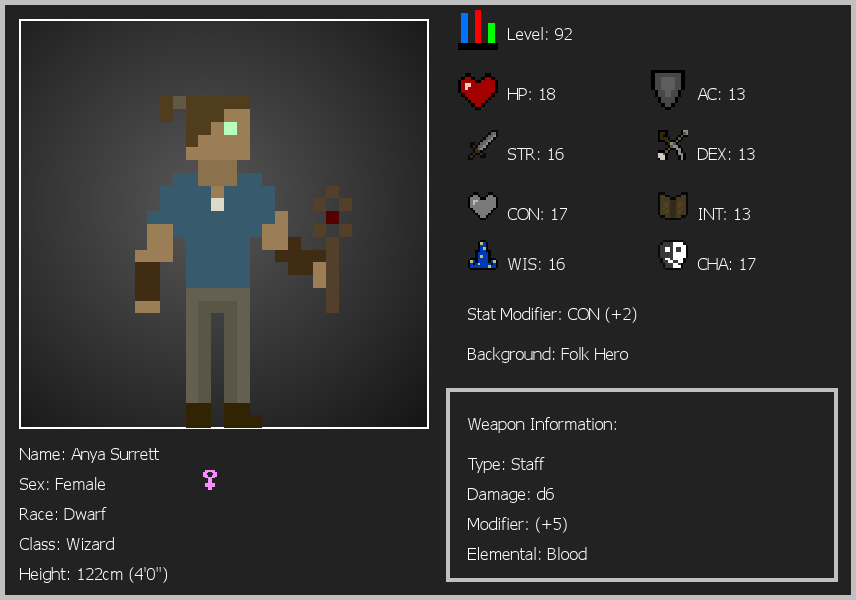 Level: 92
HP: 18
AC: 13
STR: 16
DEX: 13
CON: 17
INT: 13
WIS: 16
CHA: 17
Stat Modifier: CON (+2)
Background: Folk Hero
Weapon Information:
Type: Staff
Damage: d6
Modifier: (+5)
Elemental: Blood
Name: Anya Surrett
Sex: Female
Race: Dwarf
Class: Wizard
Height: 122cm (4'0")